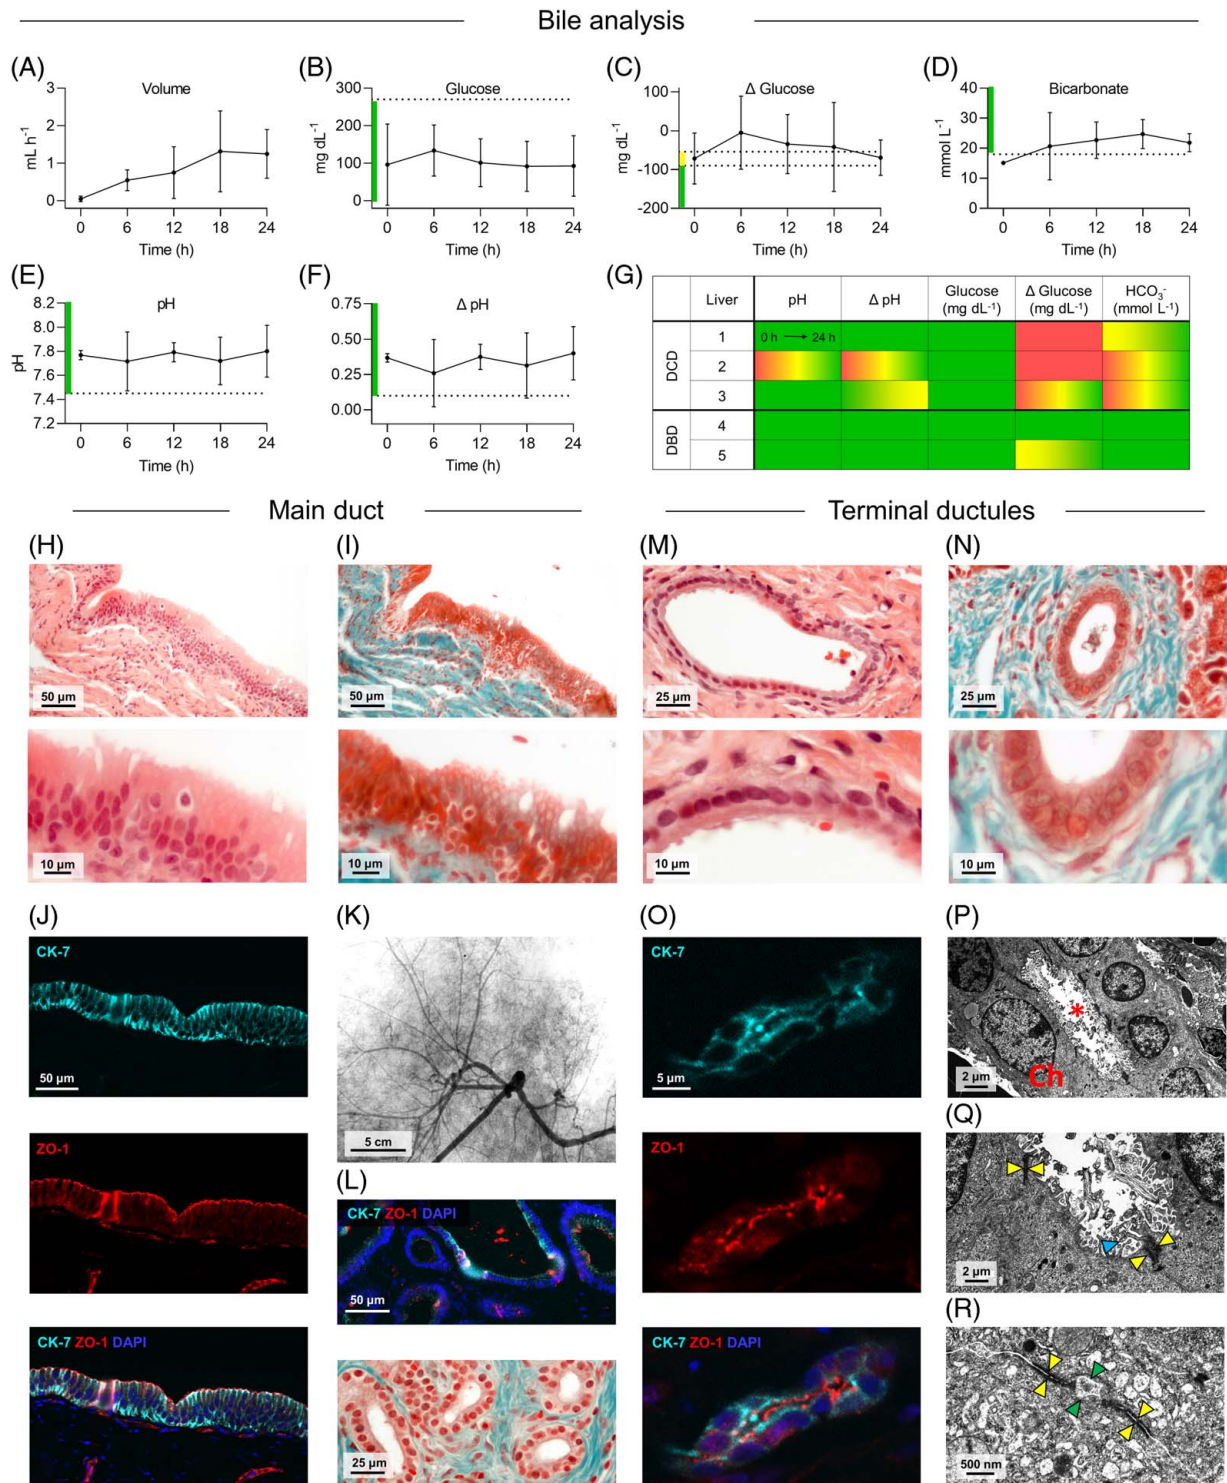 Bile analysis
(A)
Volume
mL h⁻¹
3
2
1
0
0 6 12 18 24
Time (h)
(B)
Glucose
mg dL⁻¹
300
200
100
0
0 6 12 18 24
Time (h)
(C)
Δ Glucose
mg dL⁻¹
100
0
-100
-200
0 6 12 18 24
Time (h)
(D)
Bicarbonate
mmol L⁻¹
40
30
20
10
0
0 6 12 18 24
Time (h)
(E)
pH
pH
8.2
8.0
7.8
7.6
7.4
7.2
0 6 12 18 24
Time (h)
(F)
Δ pH
0.75
0.50
0.25
0.00
0 6 12 18 24
Time (h)
(G)
Liver pH Δ pH Glucose (mg dL⁻¹) Δ Glucose (mg dL⁻¹) HCO₃⁻ (mmol L⁻¹)
DCD
1 0 h → 24 h
2
3
DBD
4
5
Main duct
Terminal ductules
(H)
50 µm
10 µm
(I)
50 µm
10 µm
(M)
25 µm
10 µm
(N)
25 µm
10 µm
(J)
CK-7
50 µm
ZO-1
CK-7 ZO-1 DAPI
(K)
5 cm
(L)
CK-7 ZO-1 DAPI
50 µm
25 µm
(O)
CK-7
5 µm
ZO-1
CK-7 ZO-1 DAPI
(P)
*
Ch
2 µm
(Q)
2 µm
(R)
500 nm